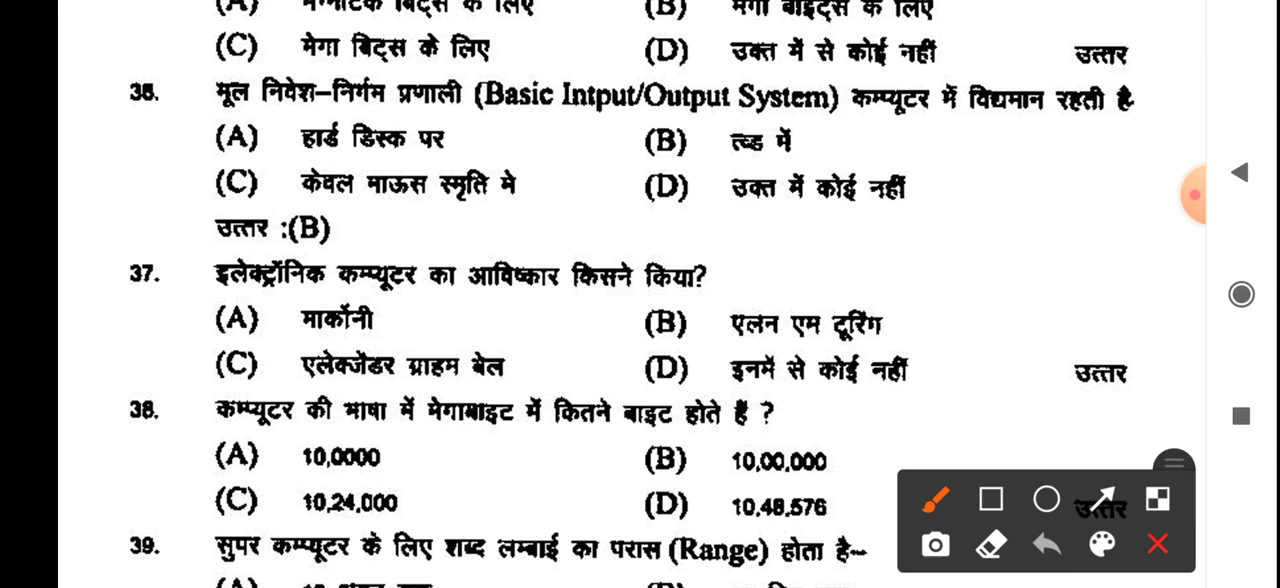 (A) मैग्नेटिक बिट्स के लिए (B) मेगा बाइट्स के लिए
(C) मेगा बिट्स के लिए (D) उक्त में से कोई नहीं उत्तर
36. मूल निवेश–निर्गम प्रणाली (Basic Intput/Output System) कम्प्यूटर में विद्यमान रहती है-
(A) हार्ड डिस्क पर (B) त्व्ड में
(C) केवल माऊस स्मृति मे (D) उक्त में कोई नहीं
उत्तर :(B)
37. इलेक्ट्रोंनिक कम्प्यूटर का आविष्कार किसने किया?
(A) मार्कोनी (B) एलन एम टूरिंग
(C) एलेक्जेंडर ग्राहम बेल (D) इनमें से कोई नहीं उत्तर
38. कम्प्यूटर की भाषा में मेगाबाइट में कितने बाइट होते हैं ?
(A) 10,0000 (B) 10,00,000
(C) 10,24,000 (D) 10,48,576 उत्तर
39. सुपर कम्प्यूटर के लिए शब्द लम्बाई का परास (Range) होता है--
(A) (B)